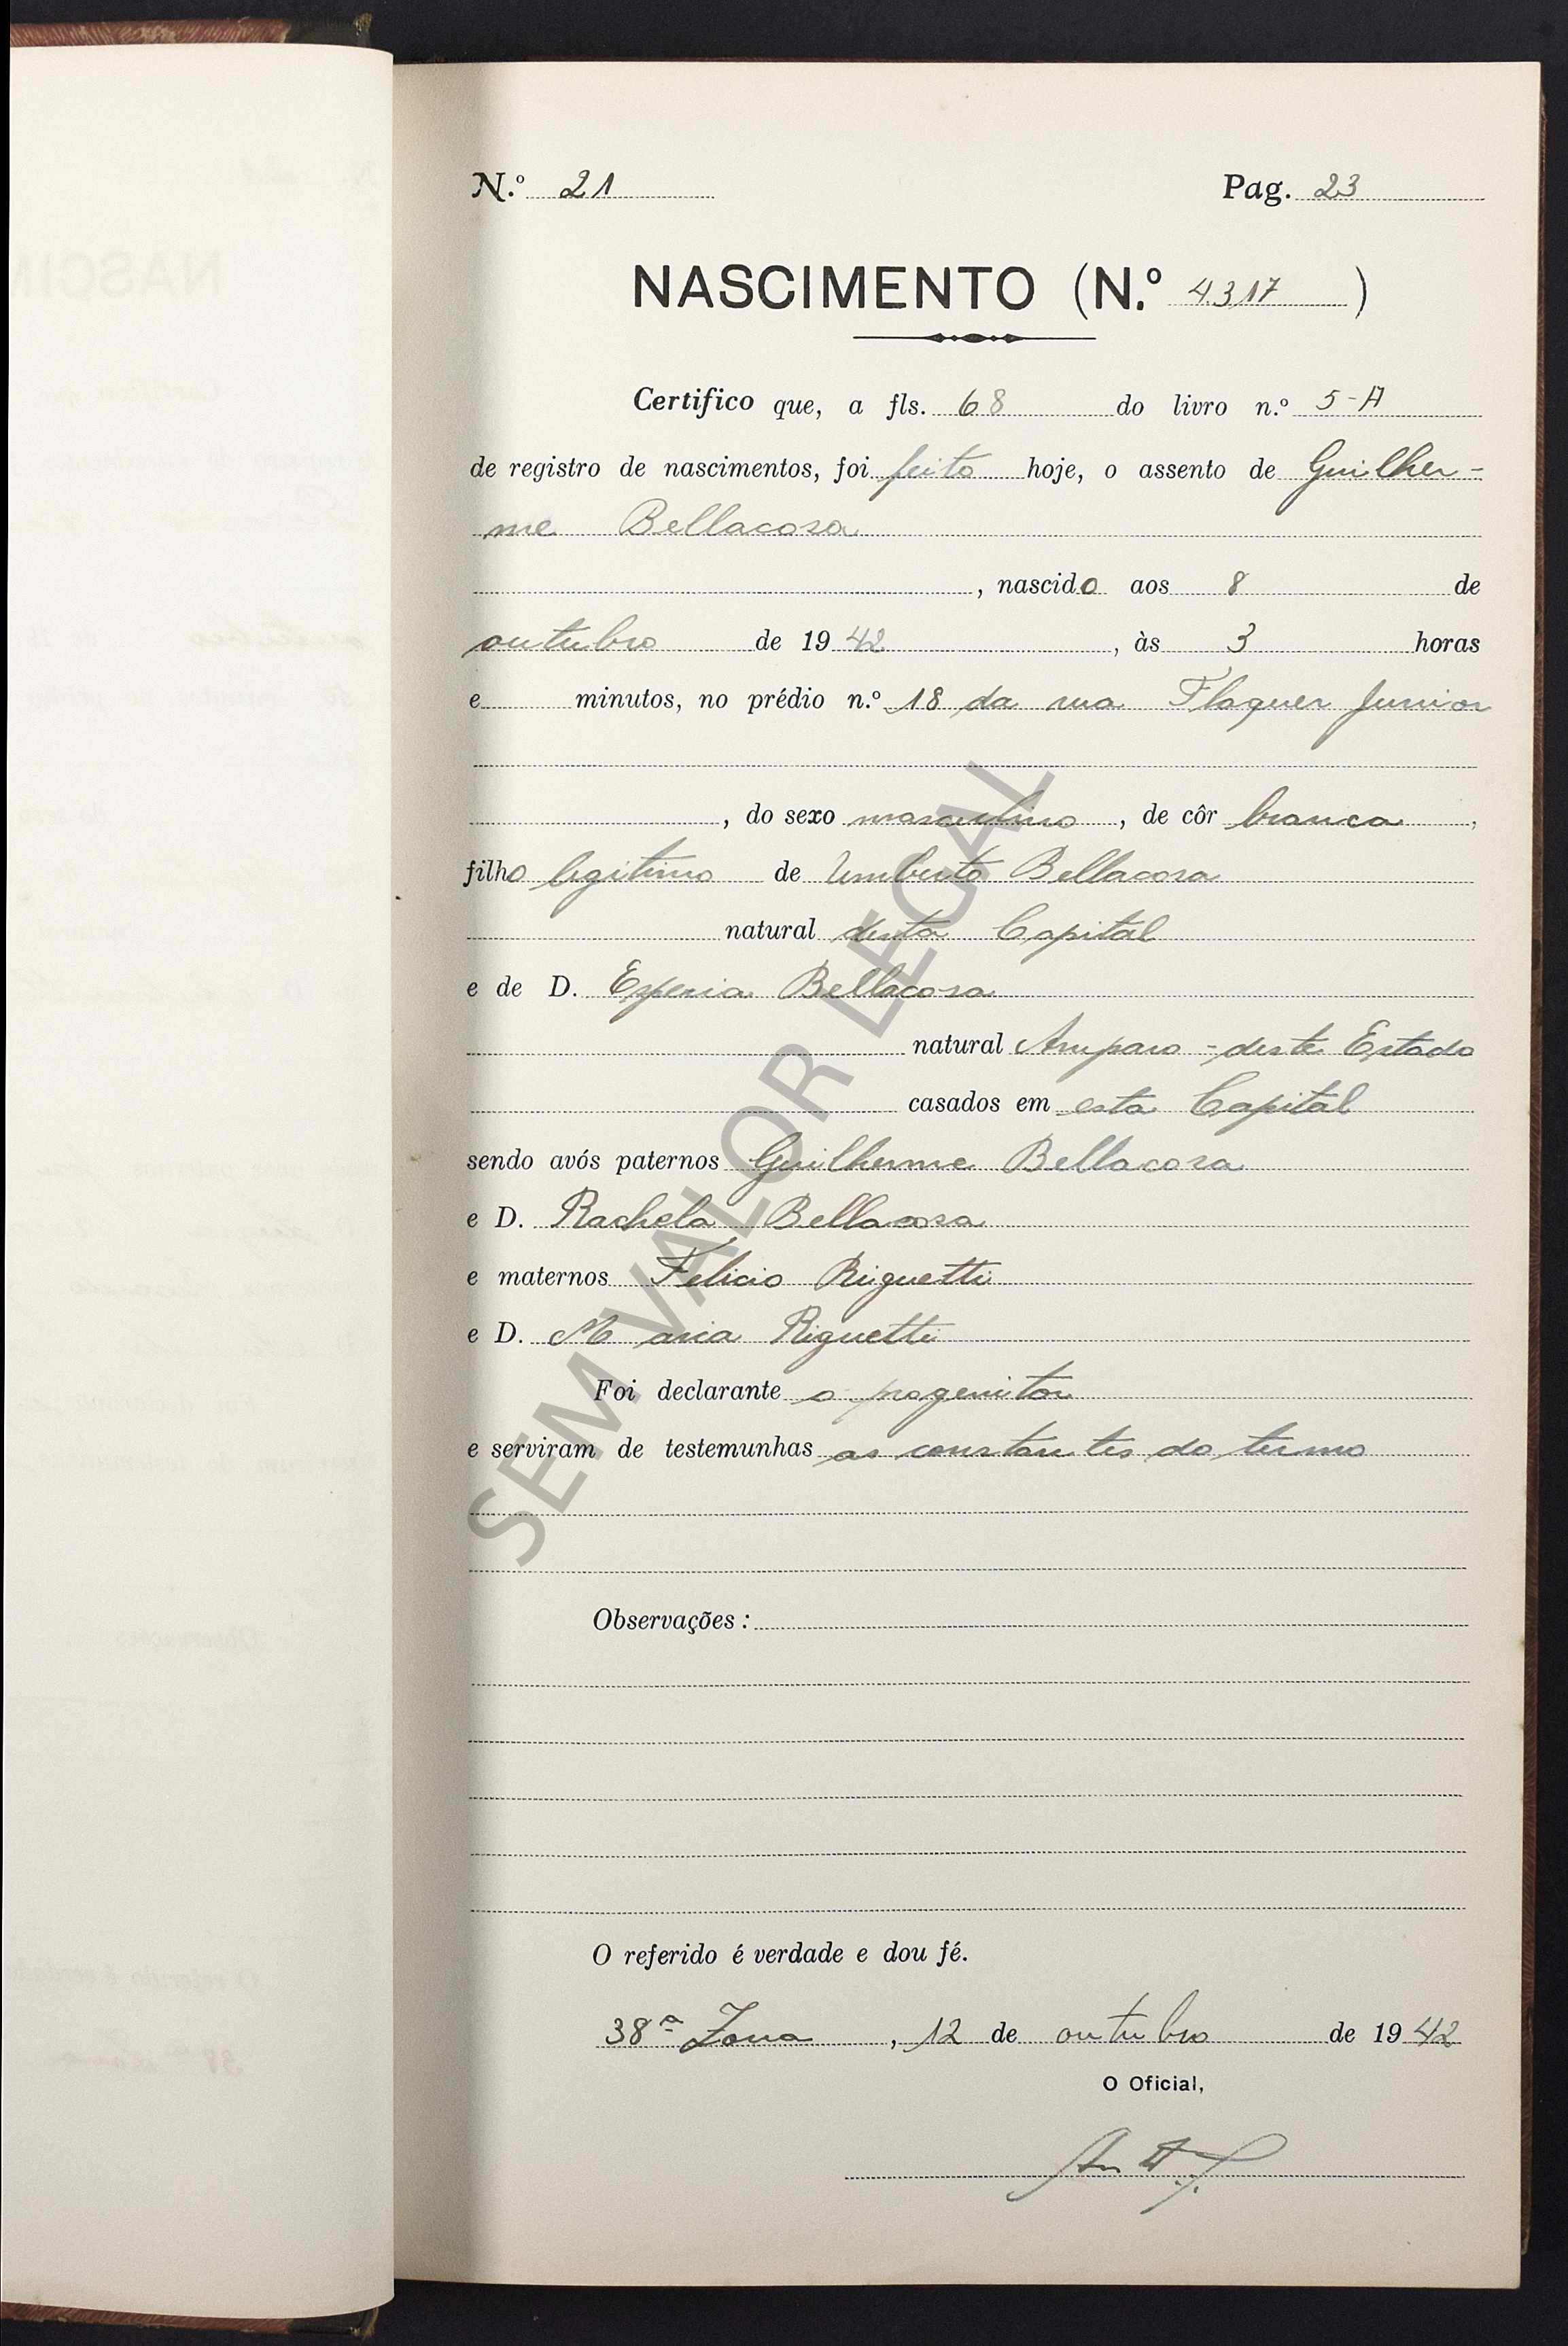 N.º 21 Pag. 23
NASCIMENTO (N.º 4317)
Certifico que, a fls. 68 do livro n.º 5-A
de registro de nascimentos, foi feito hoje, o assento de Guilher-
me Bellacosa
, nascido aos 8 de
outubro de 1942, às 3 horas
e minutos, no prédio n.º 18 da rua Flaquer Junior
, do sexo masculino, de côr branca,
filho legitimo de Umberto Bellacosa
natural desta Capital
e de D. Esperia Bellacosa
natural Amparo - deste Estado
casados em esta Capital
sendo avós paternos Guilherme Bellacosa
e D. Rachela Bellacosa
e maternos Felicio Riguetti
e D. Maria Riguetti
Foi declarante o progenitor
e serviram de testemunhas as constantes do termo
Observações :
O referido é verdade e dou fé.
38ª Zona, 12 de outubro de 1942
O Oficial,
SEM VALOR LEGAL